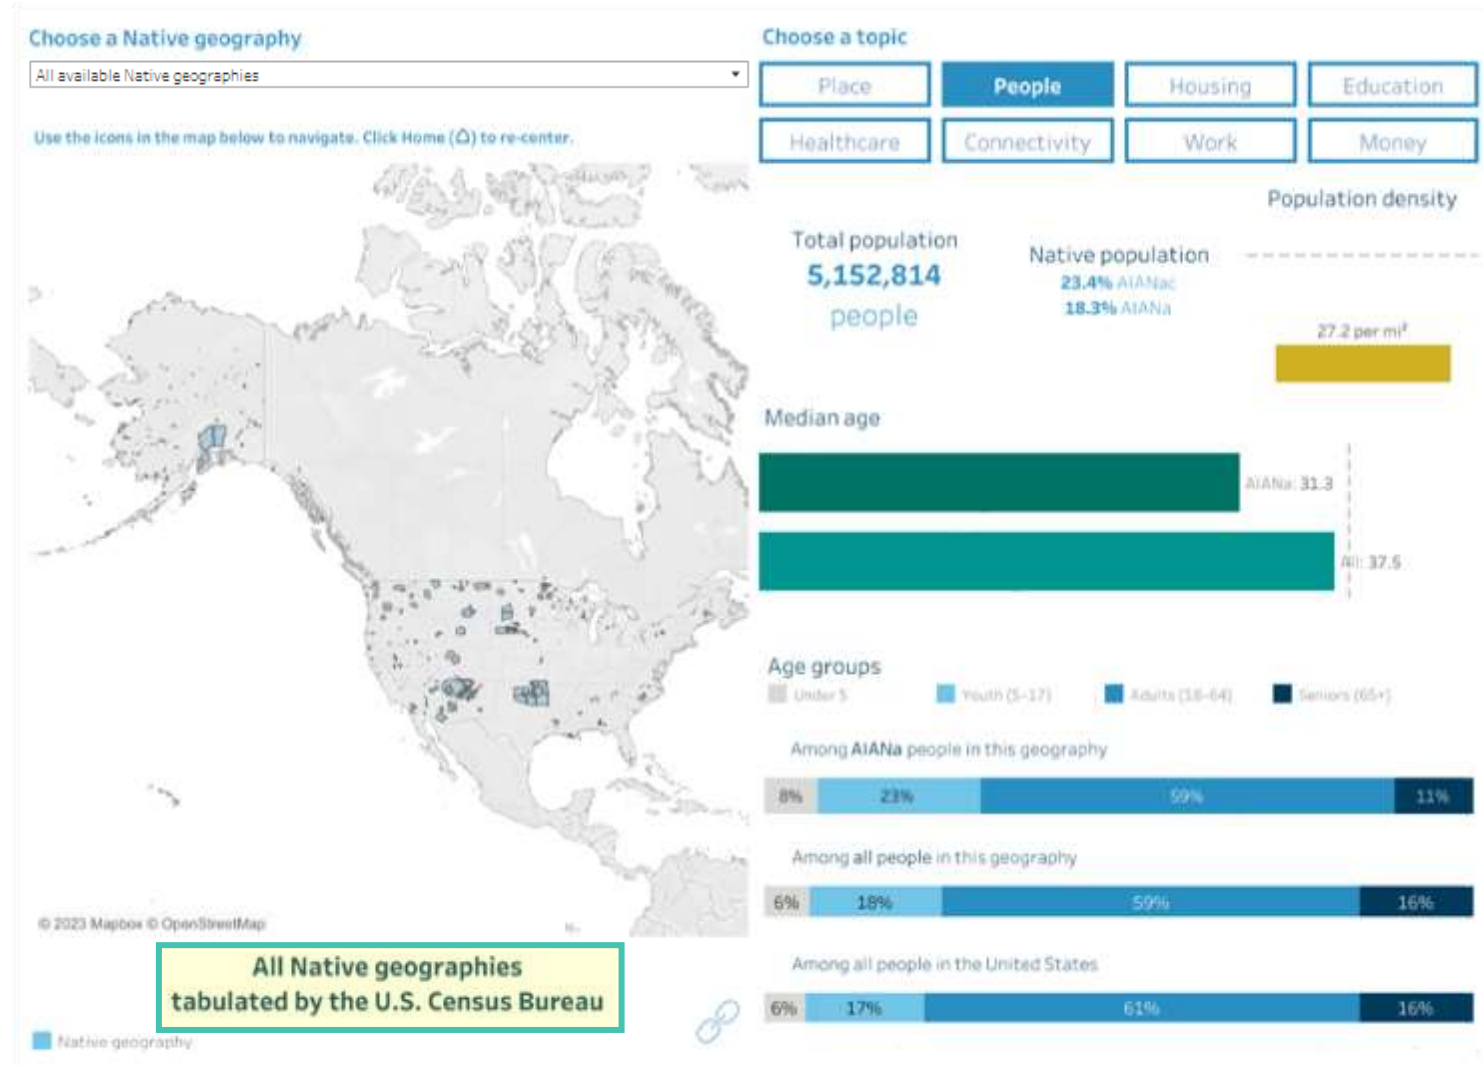 Choose a Native geography
All available Native geographies
Use the icons in the map below to navigate. Click Home (⌂) to re-center.
© 2023 Mapbox © OpenStreetMap
All Native geographies
tabulated by the U.S. Census Bureau
Native geography
Choose a topic
Place
People
Housing
Education
Healthcare
Connectivity
Work
Money
Total population
5,152,814
people
Native population
23.4% AIANac
18.3% AIANa
Population density
27.2 per mi²
Median age
AIANa: 31.3
All: 37.5
Age groups
Under 5
Youth (5-17)
Adults (18-64)
Seniors (65+)
Among AIANa people in this geography
8% 23% 59% 11%
Among all people in this geography
6% 18% 59% 16%
Among all people in the United States
6% 17% 61% 16%